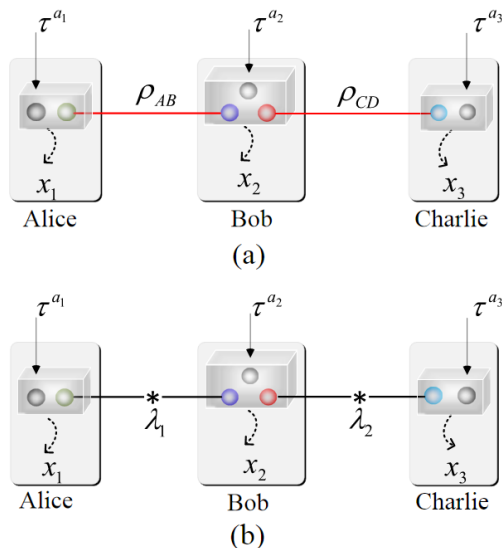 τ^{a_1} τ^{a_2} τ^{a_3}
ρ_{AB} ρ_{CD}
x_1 x_2 x_3
Alice Bob Charlie
(a)
τ^{a_1} τ^{a_2} τ^{a_3}
* *
λ_1 λ_2
x_1 x_2 x_3
Alice Bob Charlie
(b)